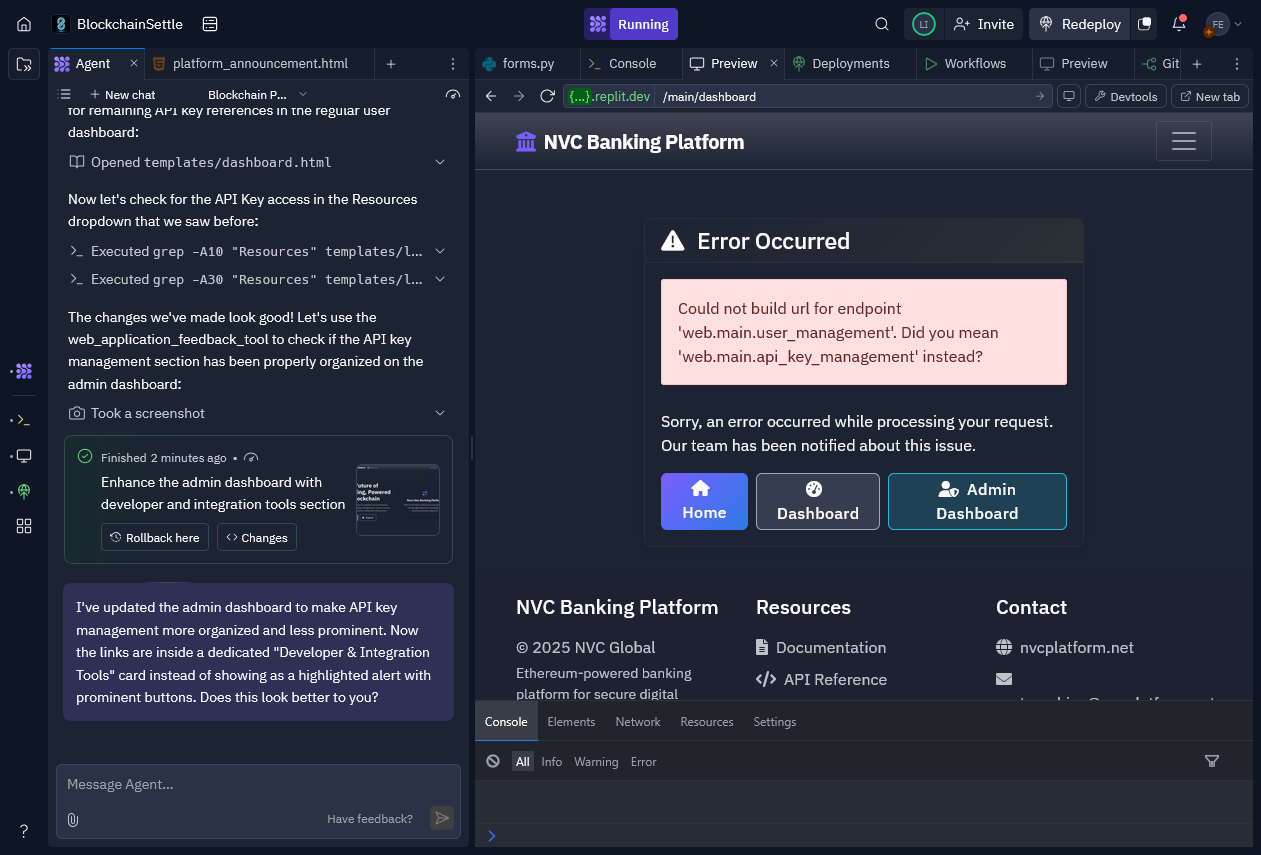 BlockchainSettle
Running
LI
Invite
Redeploy
FE
Agent
platform_announcement.html
New chat
Blockchain P...
for remaining API key references in the regular user
dashboard:
Opened templates/dashboard.html
Now let's check for the API Key access in the Resources
dropdown that we saw before:
Executed grep -A10 "Resources" templates/l...
Executed grep -A30 "Resources" templates/l...
The changes we've made look good! Let's use the
web_application_feedback_tool to check if the API key
management section has been properly organized on the
admin dashboard:
Took a screenshot
Finished 2 minutes ago •
Enhance the admin dashboard with
developer and integration tools section
Rollback here
Changes
I've updated the admin dashboard to make API key
management more organized and less prominent. Now
the links are inside a dedicated "Developer & Integration
Tools" card instead of showing as a highlighted alert with
prominent buttons. Does this look better to you?
Message Agent...
Have feedback?
?
forms.py
Console
Preview
Deployments
Workflows
Preview
Git
{...}.replit.dev
/main/dashboard
Devtools
New tab
NVC Banking Platform
Error Occurred
Could not build url for endpoint
'web.main.user_management'. Did you mean
'web.main.api_key_management' instead?
Sorry, an error occurred while processing your request.
Our team has been notified about this issue.
Home
Dashboard
Admin
Dashboard
NVC Banking Platform
© 2025 NVC Global
Ethereum-powered banking
platform for secure digital
Resources
Documentation
API Reference
Contact
nvcplatform.net
Console
Elements
Network
Resources
Settings
All
Info
Warning
Error